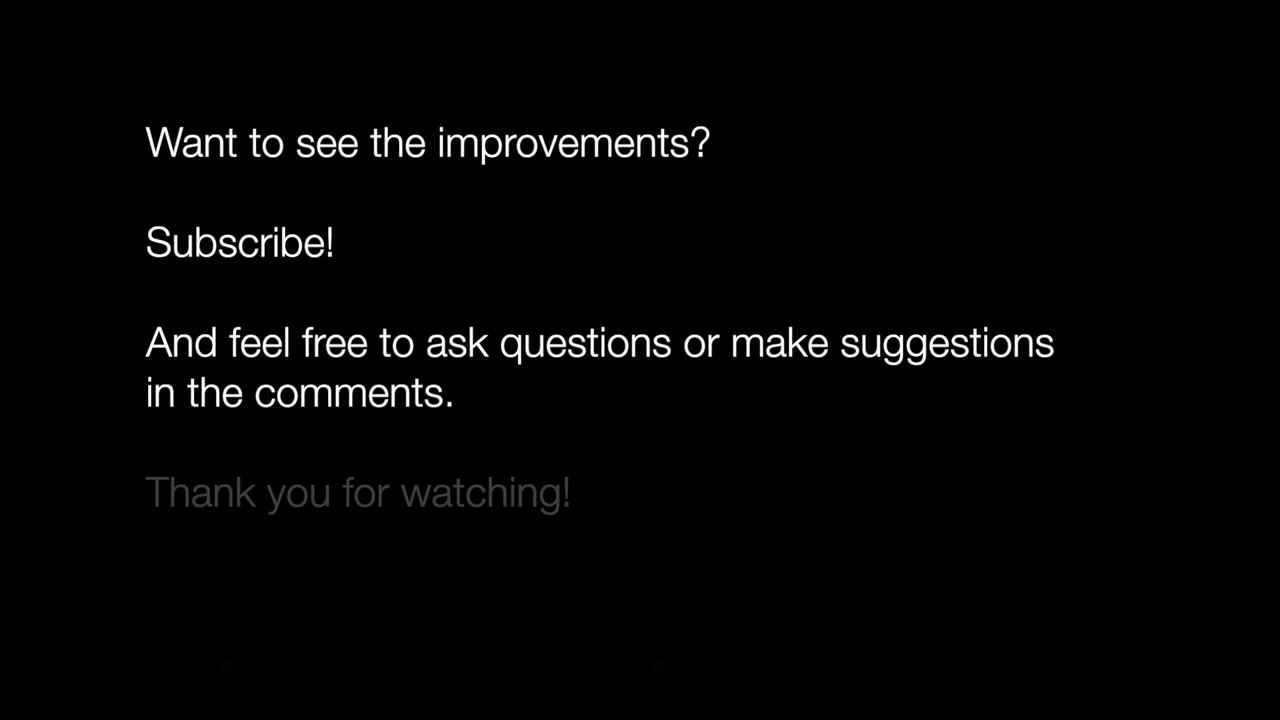 Want to see the improvements?
Subscribe!
And feel free to ask questions or make suggestions
in the comments.
Thank you for watching!